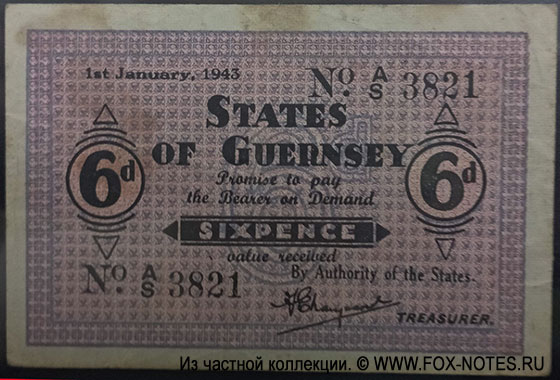 1st January, 1943
No. A/S 3821
STATES
OF GUERNSEY
6d
6d
Promise to pay
the Bearer on Demand
SIXPENCE
value received
By Authority of the States.
No. A/S 3821
TREASURER.
Из частной коллекции. © WWW.FOX-NOTES.RU